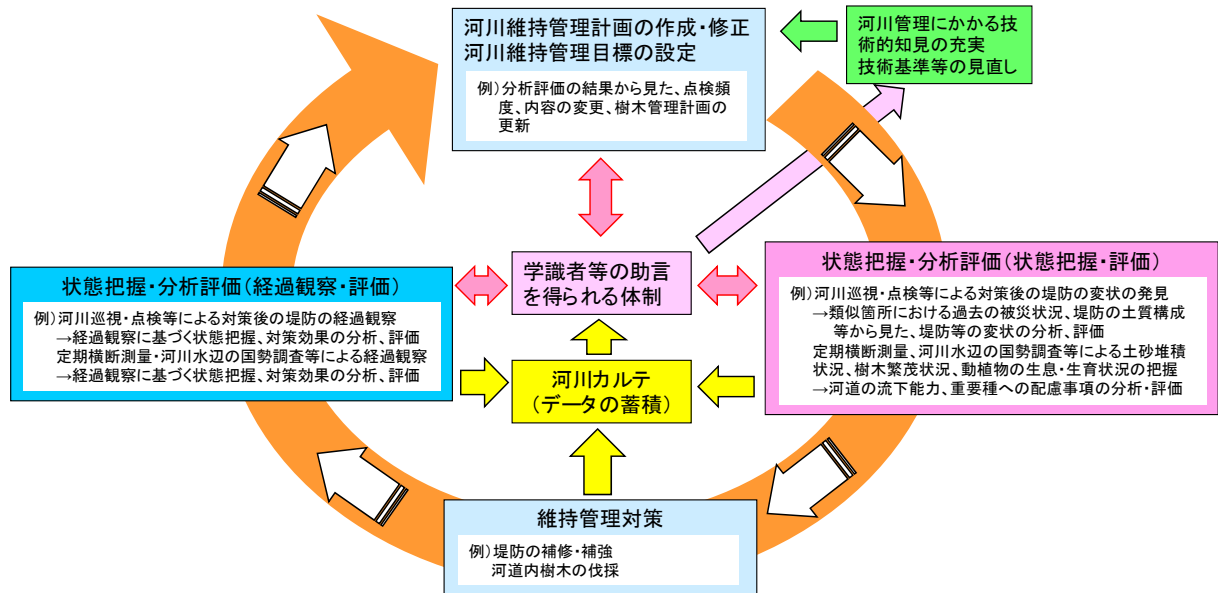 河川維持管理計画の作成・修正
河川維持管理目標の設定
例）分析評価の結果から見た、点検頻
度、内容の変更、樹木管理計画の
更新
河川管理にかかる技
術的知見の充実
技術基準等の見直し
学識者等の助言
を得られる体制
状態把握・分析評価（経過観察・評価）
例）河川巡視・点検等による対策後の堤防の経過観察
→経過観察に基づく状態把握、対策効果の分析、評価
定期横断測量・河川水辺の国勢調査等による経過観察
→経過観察に基づく状態把握、対策効果の分析、評価
状態把握・分析評価（状態把握・評価）
例）河川巡視・点検等による対策後の堤防の変状の発見
→類似箇所における過去の被災状況、堤防の土質構成
等から見た、堤防等の変状の分析、評価
定期横断測量、河川水辺の国勢調査等による土砂堆積
状況、樹木繁茂状況、動植物の生息・生育状況の把握
→河道の流下能力、重要種への配慮事項の分析・評価
河川カルテ
（データの蓄積）
維持管理対策
例）堤防の補修・補強
河道内樹木の伐採